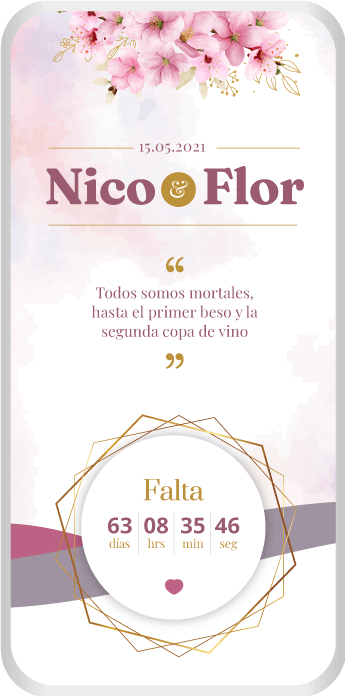 15.05.2021
Nico & Flor
“
Todos somos mortales,
hasta el primer beso y la
segunda copa de vino
”
Falta
63 08 35 46
días hrs min seg